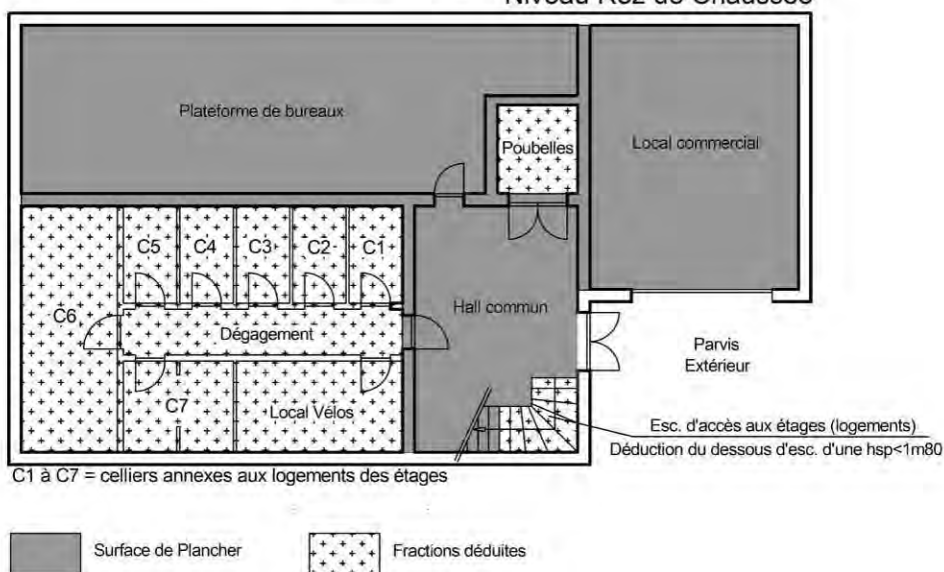 Niveau Rez de Chaussée
Plateforme de bureaux
Poubelles
Local commercial
C5 C4 C3 C2 C1
C6
Hall commun
Dégagement
Parvis
Extérieur
C7
Local Vélos
Esc. d'accès aux étages (logements)
Déduction du dessous d'esc. d'une hsp<1m80
C1 à C7 = celliers annexes aux logements des étages
Surface de Plancher
Fractions déduites